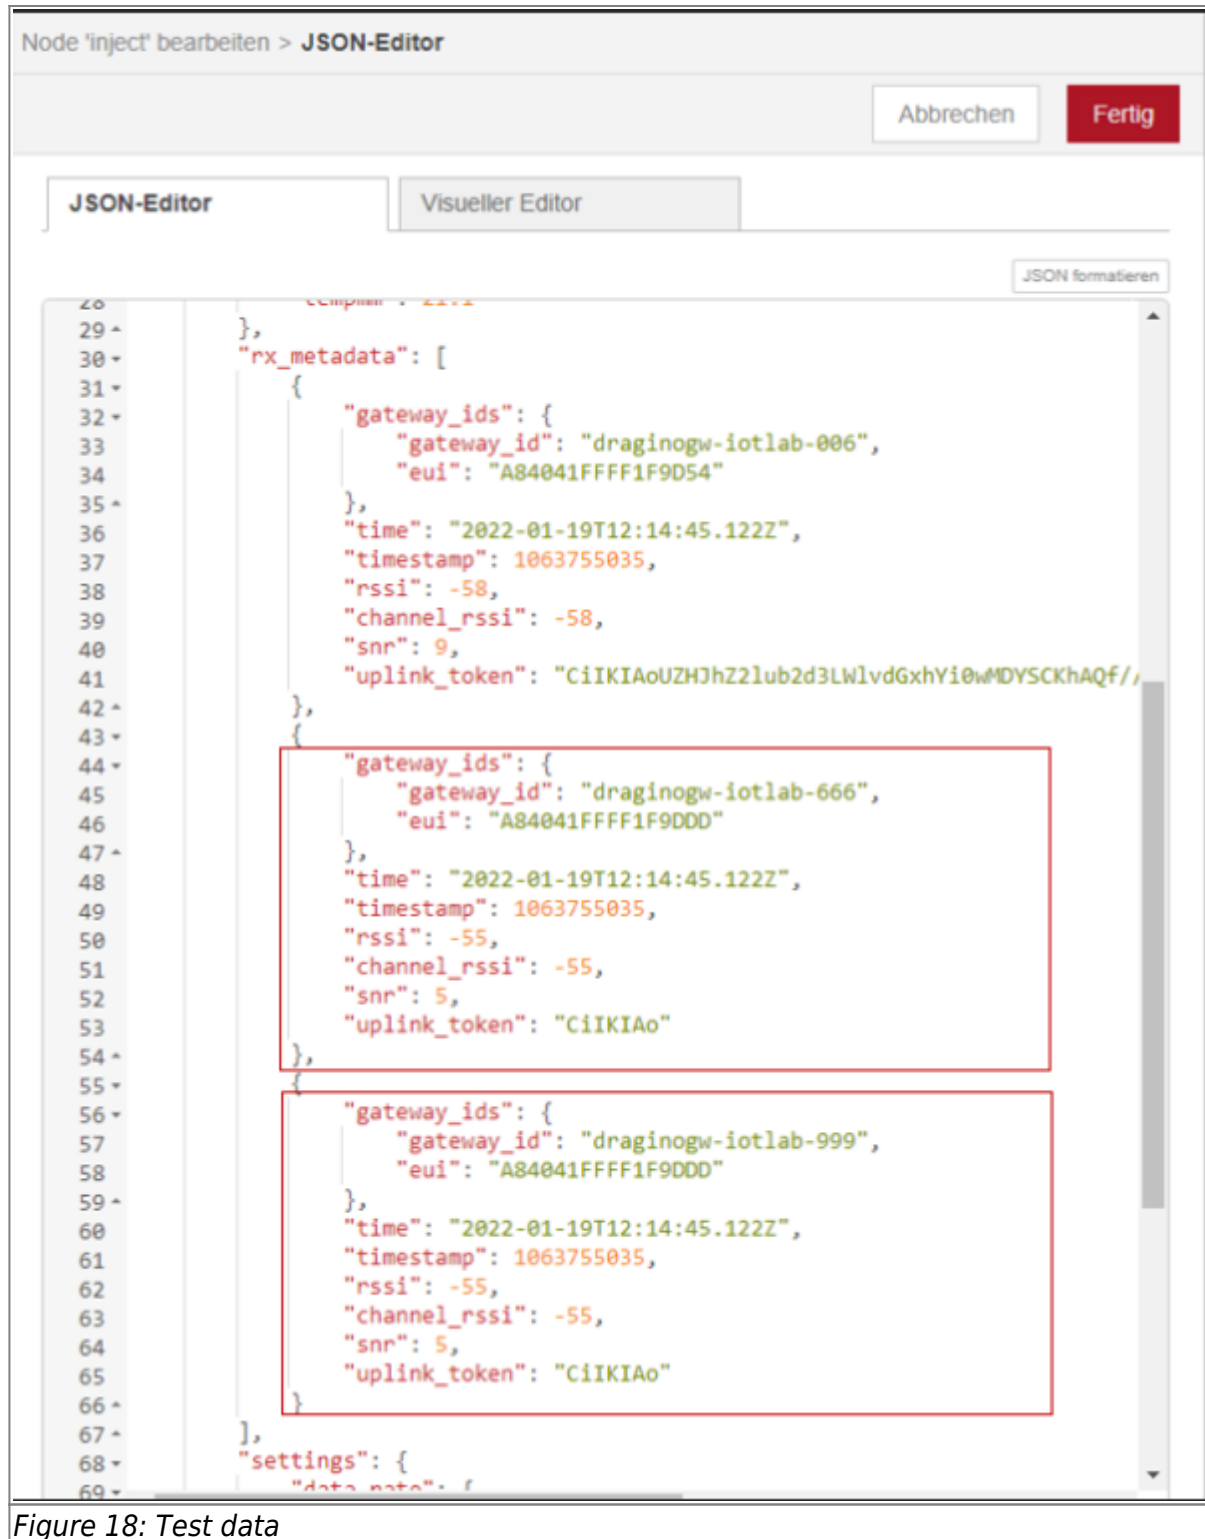 Node 'inject' bearbeiten > JSON-Editor
Abbrechen Fertig
JSON-Editor Visueller Editor
JSON formatieren
28 21.1
29 },
30 "rx_metadata": [
31 {
32 "gateway_ids": {
33 "gateway_id": "draginogw-iotlab-006",
34 "eui": "A84041FFFF1F9D54"
35 },
36 "time": "2022-01-19T12:14:45.122Z",
37 "timestamp": 1063755035,
38 "rssi": -58,
39 "channel_rssi": -58,
40 "snr": 9,
41 "uplink_token": "CiIKIAoUZHJhZ2lub2d3LWlvdGxhYi0wMDYSCKhAQf//
42 },
43 {
44 "gateway_ids": {
45 "gateway_id": "draginogw-iotlab-666",
46 "eui": "A84041FFFF1F9DDD"
47 },
48 "time": "2022-01-19T12:14:45.122Z",
49 "timestamp": 1063755035,
50 "rssi": -55,
51 "channel_rssi": -55,
52 "snr": 5,
53 "uplink_token": "CiIKIAo"
54 },
55 {
56 "gateway_ids": {
57 "gateway_id": "draginogw-iotlab-999",
58 "eui": "A84041FFFF1F9DDD"
59 },
60 "time": "2022-01-19T12:14:45.122Z",
61 "timestamp": 1063755035,
62 "rssi": -55,
63 "channel_rssi": -55,
64 "snr": 5,
65 "uplink_token": "CiIKIAo"
66 }
67 ],
68 "settings": {
69 "data_rate": {
Figure 18: Test data